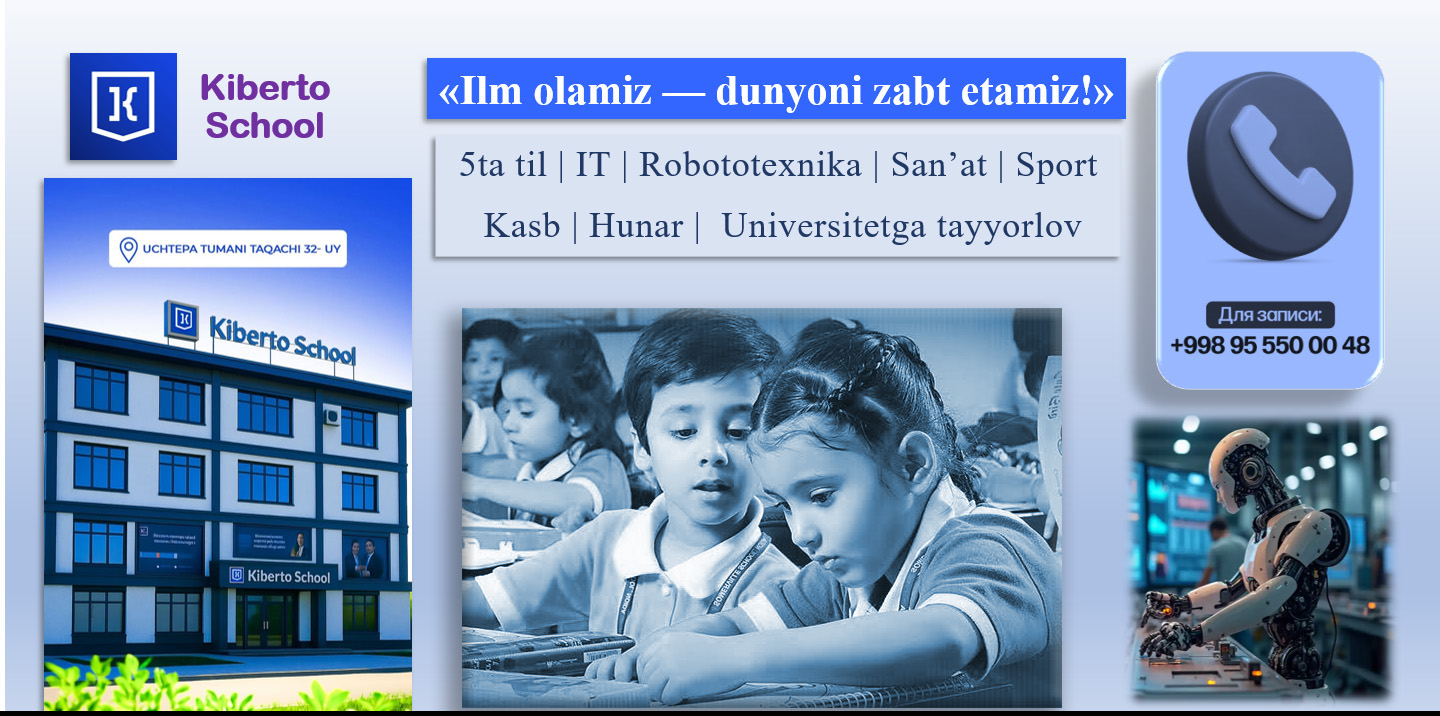 Kiberto
School
«Ilm olamiz — dunyoni zabt etamiz!»
5ta til | IT | Robototexnika | San’at | Sport
Kasb | Hunar | Universitetga tayyorlov
UCHTEPA TUMANI TAQACHI 32- UY
Kiberto School
Kiberto School
Для записи:
+998 95 550 00 48